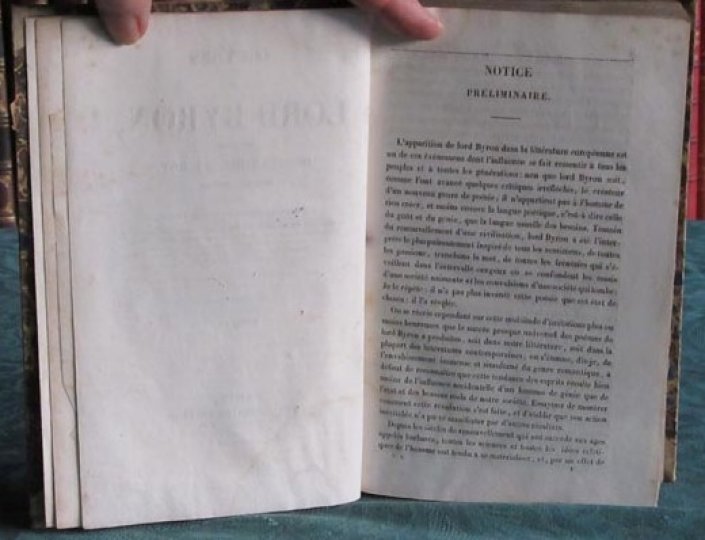 LORD BYRON,
NOTICE
PRÉLIMINAIRE.
L'apparition de lord Byron dans la littérature européenne est
un de ces événemens dont l'influence se fait ressentir à tous les
peuples et à toutes les générations: non que lord Byron soit,
comme l'ont avancé quelques critiques irréfléchis, le créateur
d'un nouveau genre de poésie; il n'appartient pas à l'homme de
rien créer, et moins encore la langue poétique, c'est-à-dire celle
du goût et du génie, que la langue usuelle des besoins. Témoin
du renouvellement d'une civilisation, lord Byron a été l'inter-
prète le plus puissamment inspiré de tous les sentimens, de toutes
les passions, tranchons le mot, de toutes les frénésies qui s'é-
veillent dans l'intervalle orageux où se confondent les essais
d'une société naissante et les convulsions d'une société qui tombe.
Je le répète: il n'a pas plus inventé cette poésie que cet état de
choses; il l'a révélée.
On se récrie cependant sur cette multitude d'imitations plus ou
moins heureuses que le succès presque universel des poèmes de
lord Byron a produites, soit dans notre littérature, soit dans la
plupart des littératures contemporaines; on s'étonne, dis-je, de
l'envahissement immense et simultané du genre romantique, à
défaut de reconnaître que cette tendance des esprits résulte bien
moins de l'influence accidentelle d'un homme de génie que de
l'état et des besoins réels de notre société. Essayons de montrer
comment cette révolution s'est faite, et d'établir que son action
inévitable n'a pu se manifester par d'autres résultats.
Depuis les siècles de renouvellement qui ont succédé aux âges
appelés barbares, toutes les sciences et toutes les idées
de l'homme ont tendu à se matérialiser, et, par un effet de